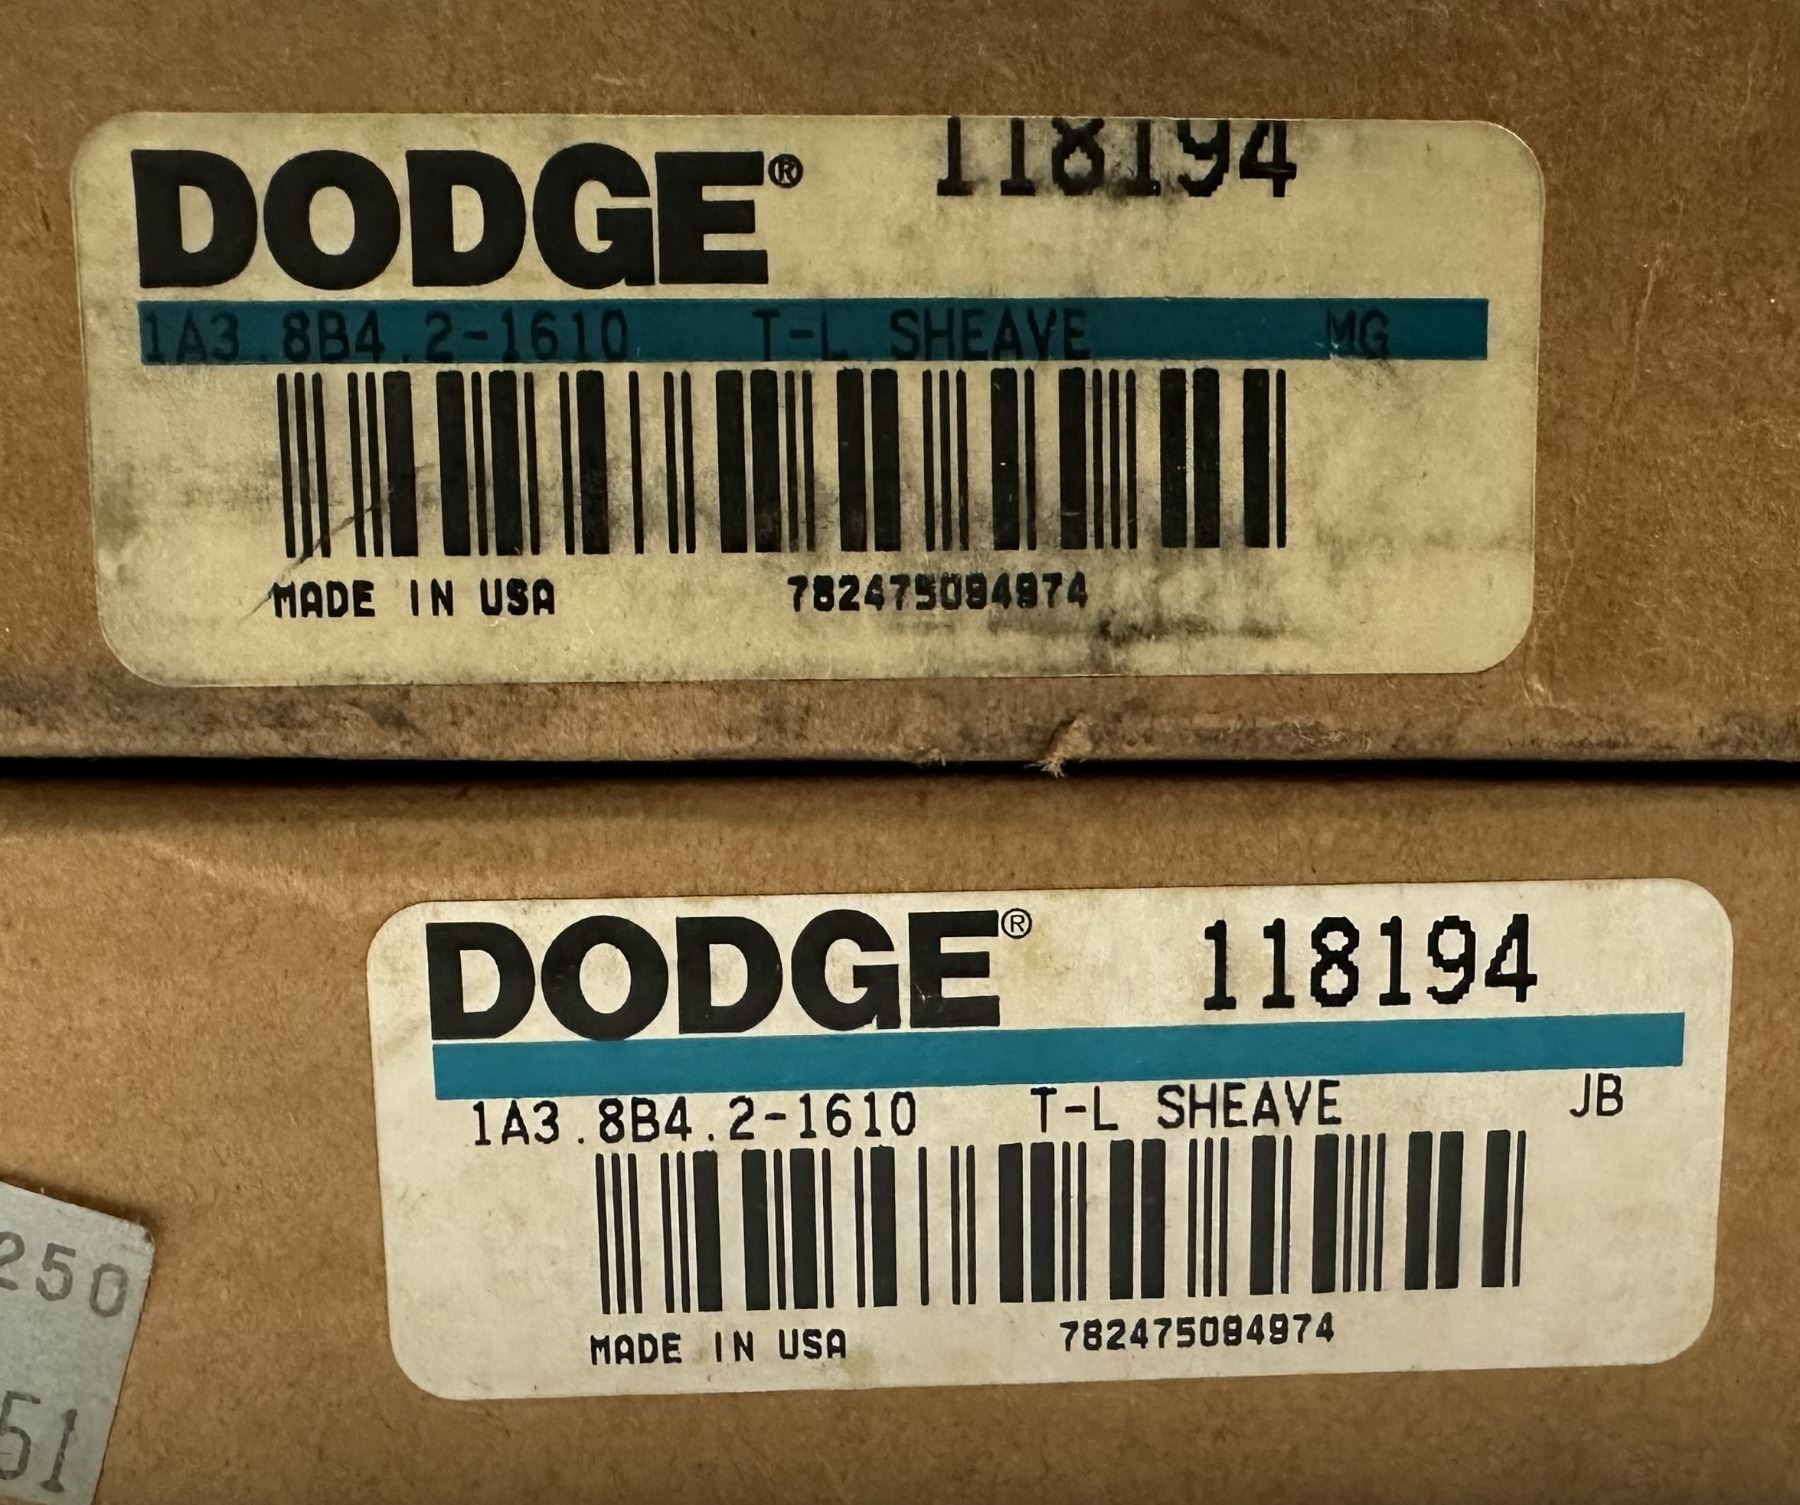 DODGE® 118194
1A3.8B4.2-1610 T-L SHEAVE MG
MADE IN USA 782475094974
DODGE® 118194
1A3.8B4.2-1610 T-L SHEAVE JB
MADE IN USA 782475094974
250
51